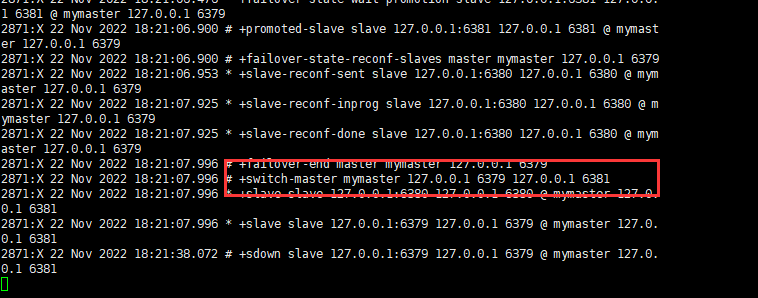 2871:X 22 Nov 2022 18:21:06.475 * +failover-state-wait-promotion slave 127.0.0.1:6381 127.0.0.
1 6381 @ mymaster 127.0.0.1 6379
2871:X 22 Nov 2022 18:21:06.900 # +promoted-slave slave 127.0.0.1:6381 127.0.0.1 6381 @ mymast
er 127.0.0.1 6379
2871:X 22 Nov 2022 18:21:06.900 # +failover-state-reconf-slaves master mymaster 127.0.0.1 6379
2871:X 22 Nov 2022 18:21:06.953 * +slave-reconf-sent slave 127.0.0.1:6380 127.0.0.1 6380 @ mym
aster 127.0.0.1 6379
2871:X 22 Nov 2022 18:21:07.925 * +slave-reconf-inprog slave 127.0.0.1:6380 127.0.0.1 6380 @ m
ymaster 127.0.0.1 6379
2871:X 22 Nov 2022 18:21:07.925 * +slave-reconf-done slave 127.0.0.1:6380 127.0.0.1 6380 @ mym
aster 127.0.0.1 6379
2871:X 22 Nov 2022 18:21:07.996 # +failover-end master mymaster 127.0.0.1 6379
2871:X 22 Nov 2022 18:21:07.996 # +switch-master mymaster 127.0.0.1 6379 127.0.0.1 6381
2871:X 22 Nov 2022 18:21:07.996 * +slave slave 127.0.0.1:6380 127.0.0.1 6380 @ mymaster 127.0.
0.1 6381
2871:X 22 Nov 2022 18:21:07.996 * +slave slave 127.0.0.1:6379 127.0.0.1 6379 @ mymaster 127.0.
0.1 6381
2871:X 22 Nov 2022 18:21:38.072 # +sdown slave 127.0.0.1:6379 127.0.0.1 6379 @ mymaster 127.0.
0.1 6381